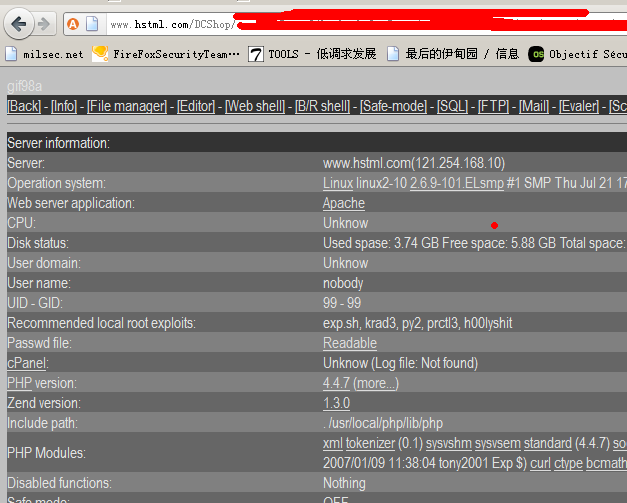 www.hstml.com/DCShop/
milsec.net FireFoxSecurityTeam... TOOLS - 低调求发展 最后的伊甸园 / 信息 os Objectif Sécu
gif98a
[Back] - [Info] - [File manager] - [Editor] - [Web shell] - [B/R shell] - [Safe-mode] - [SQL] - [FTP] - [Mail] - [Evaler] - [Sc
Server information:
Server: www.hstml.com(121.254.168.10)
Operation system: Linux linux2-10 2.6.9-101.ELsmp #1 SMP Thu Jul 21 17
Web server application: Apache
CPU: Unknow
Disk status: Used spase: 3.74 GB Free space: 5.88 GB Total space:
User domain: Unknow
User name: nobody
UID - GID: 99 - 99
Recommended local root exploits: exp.sh, krad3, py2, prctl3, h00lyshit
Passwd file: Readable
cPanel: Unknow (Log file: Not found)
PHP version: 4.4.7 (more...)
Zend version: 1.3.0
Include path: . /usr/local/php/lib/php
PHP Modules: xml tokenizer (0.1) sysvshm sysvsem standard (4.4.7) so
2007/01/09 11:38:04 tony2001 Exp $) curl ctype bcmath
Disabled functions: Nothing
Safe mode: OFF